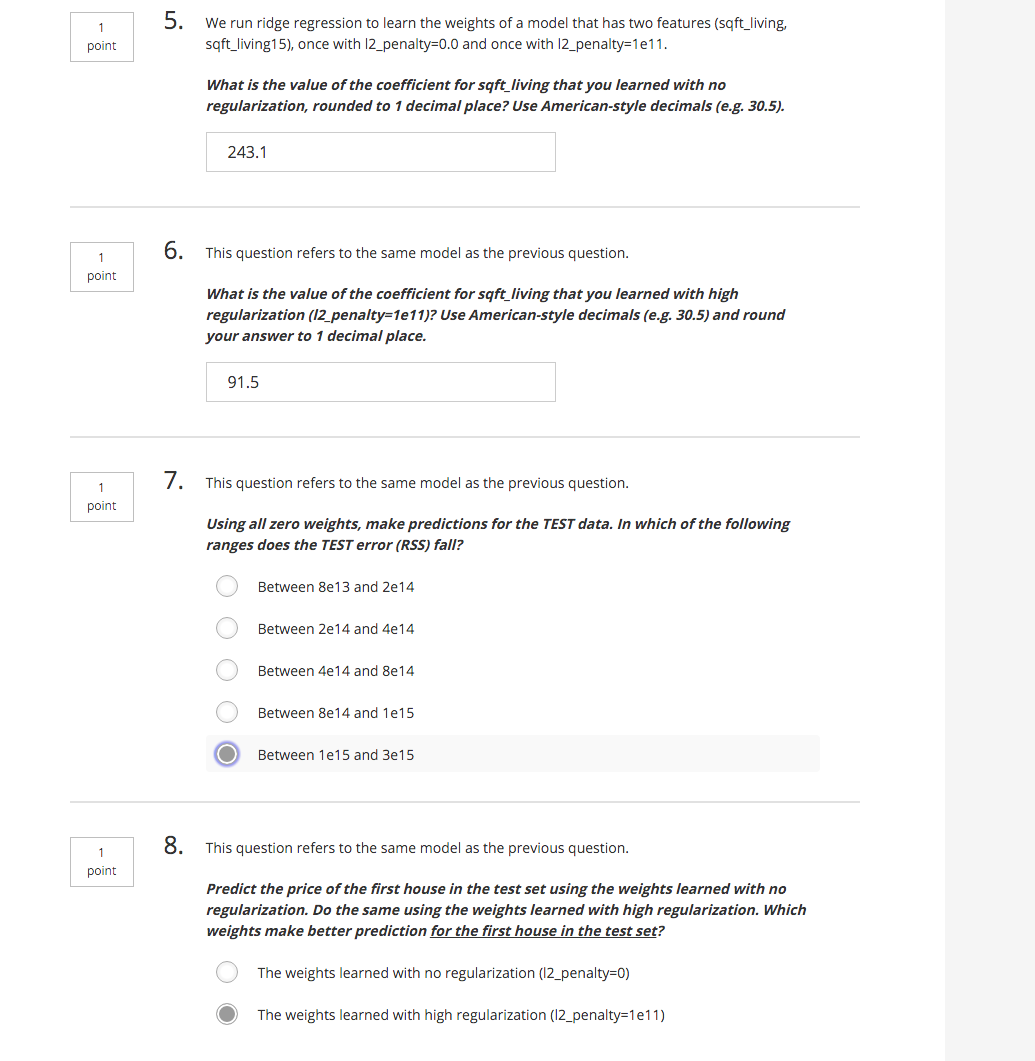 1
point
5.
We run ridge regression to learn the weights of a model that has two features (sqft_living,
sqft_living15), once with l2_penalty=0.0 and once with l2_penalty=1e11.
What is the value of the coefficient for sqft_living that you learned with no
regularization, rounded to 1 decimal place? Use American-style decimals (e.g. 30.5).
243.1
1
point
6.
This question refers to the same model as the previous question.
What is the value of the coefficient for sqft_living that you learned with high
regularization (l2_penalty=1e11)? Use American-style decimals (e.g. 30.5) and round
your answer to 1 decimal place.
91.5
1
point
7.
This question refers to the same model as the previous question.
Using all zero weights, make predictions for the TEST data. In which of the following
ranges does the TEST error (RSS) fall?
Between 8e13 and 2e14
Between 2e14 and 4e14
Between 4e14 and 8e14
Between 8e14 and 1e15
Between 1e15 and 3e15
1
point
8.
This question refers to the same model as the previous question.
Predict the price of the first house in the test set using the weights learned with no
regularization. Do the same using the weights learned with high regularization. Which
weights make better prediction for the first house in the test set?
The weights learned with no regularization (l2_penalty=0)
The weights learned with high regularization (l2_penalty=1e11)